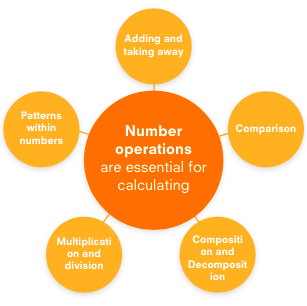 Adding and
taking away
Patterns
within
numbers
Comparison
Number
operations
are essential for
calculating
Multiplicati
on and
division
Compositi
on and
Decomposit
ion